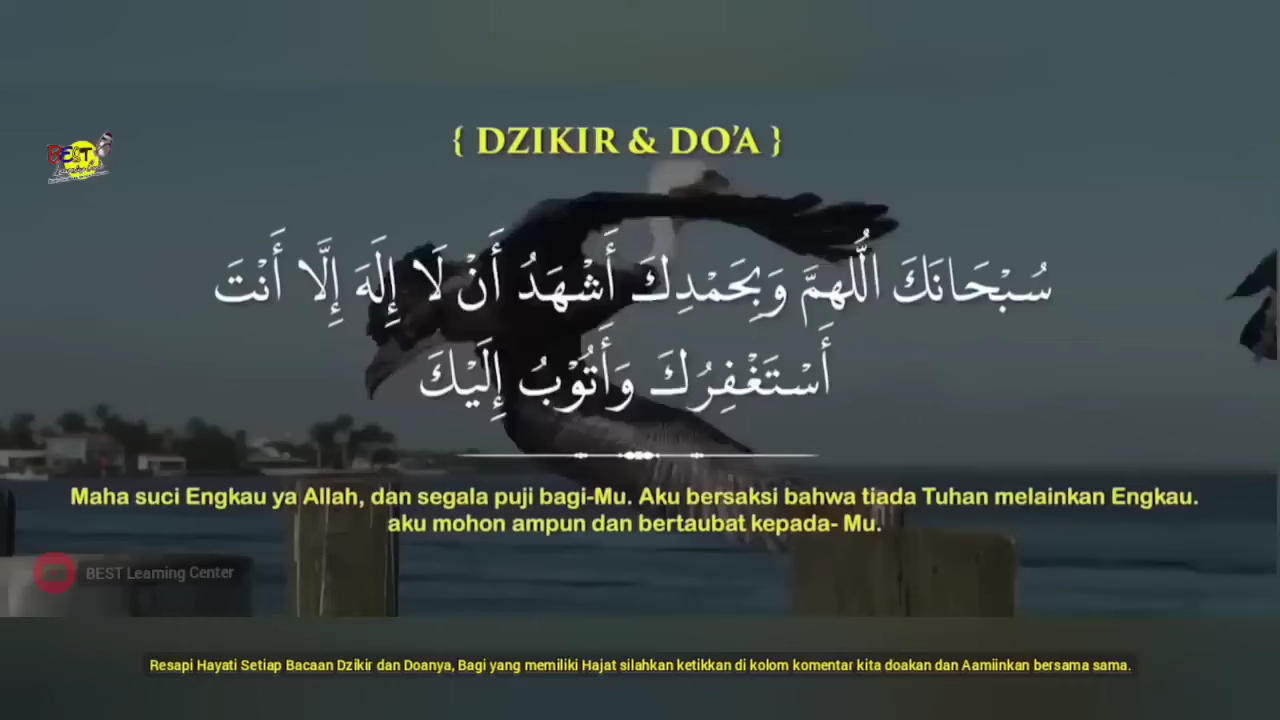 { DZIKIR & DO'A }
BEST
سُبْحَانَكَ اللَّهُمَّ وَبِحَمْدِكَ أَشْهَدُ أَنْ لَا إِلَهَ إِلَّا أَنْتَ
أَسْتَغْفِرُكَ وَأَتُوْبُ إِلَيْكَ
Maha suci Engkau ya Allah, dan segala puji bagi-Mu. Aku bersaksi bahwa tiada Tuhan melainkan Engkau.
aku mohon ampun dan bertaubat kepada- Mu.
BEST Learning Center
Resapi Hayati Setiap Bacaan Dzikir dan Doanya, Bagi yang memiliki Hajat silahkan ketikkan di kolom komentar kita doakan dan Aamiinkan bersama sama.